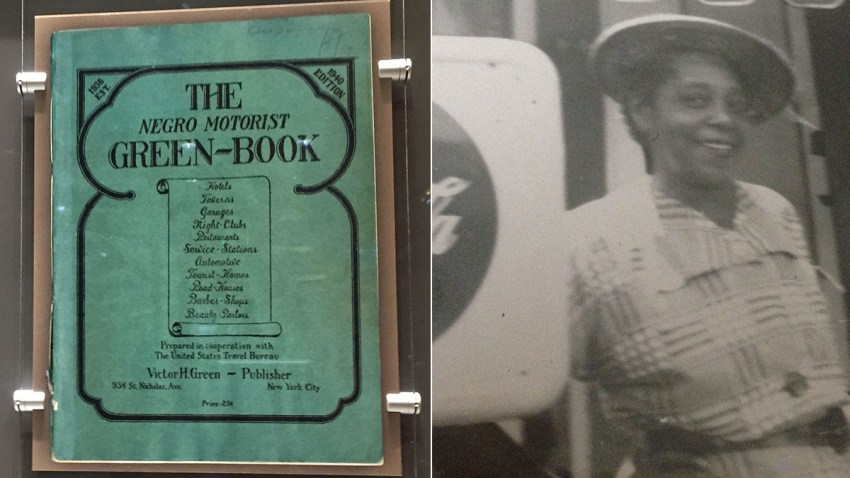 1936
EST.
1940
EDITION
THE
NEGRO MOTORIST
GREEN-BOOK
Hotels
Taverns
Garages
Night-Clubs
Restaurants
Service-Stations
Automotive
Tourist-Homes
Road-Houses
Barber-Shops
Beauty-Parlors
Prepared in cooperation with
The United States Travel Bureau
Victor H. Green — Publisher
938 St. Nicholas Ave. New York City
Price-25¢